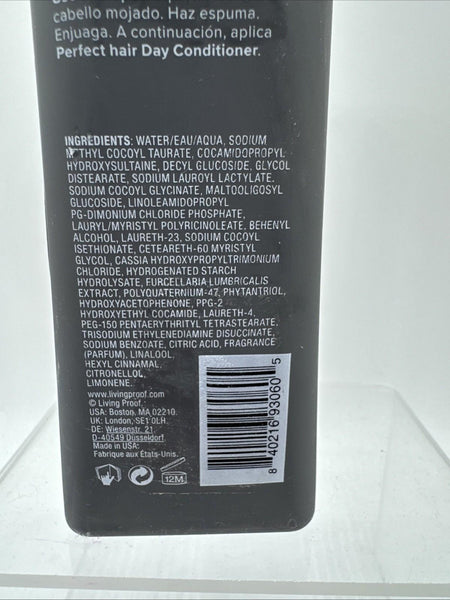 cabello mojado. Haz espuma.
Enjuaga. A continuación, aplica
Perfect hair Day Conditioner.
INGREDIENTS: WATER/EAU/AQUA, SODIUM
METHYL COCOYL TAURATE, COCAMIDOPROPYL
HYDROXYSULTAINE, DECYL GLUCOSIDE, GLYCOL
DISTEARATE, SODIUM LAUROYL LACTYLATE,
SODIUM COCOYL GLYCINATE, MALTOOLIGOSYL
GLUCOSIDE, LINOLEAMIDOPROPYL
PG-DIMONIUM CHLORIDE PHOSPHATE,
LAURYL/MYRISTYL POLYRICINOLEATE, BEHENYL
ALCOHOL, LAURETH-23, SODIUM COCOYL
ISETHIONATE, CETEARETH-60 MYRISTYL
GLYCOL, CASSIA HYDROXYPROPYLTRIMONIUM
CHLORIDE, HYDROGENATED STARCH
HYDROLYSATE, FURCELLARIA LUMBRICALIS
EXTRACT, POLYQUATERNIUM-47, PHYTANTRIOL,
HYDROXYACETOPHENONE, PPG-2
HYDROXYETHYL COCAMIDE, LAURETH-4,
PEG-150 PENTAERYTHRITYL TETRASTEARATE,
TRISODIUM ETHYLENEDIAMINE DISUCCINATE,
SODIUM BENZOATE, CITRIC ACID, FRAGRANCE
(PARFUM), LINALOOL,
HEXYL CINNAMAL,
CITRONELLOL,
LIMONENE.
www.livingproof.com
© Living Proof.
USA: Boston, MA 02210.
UK: London, SE1 0LH.
DE: Wiesenstr. 21,
D-40549 Düsseldorf.
Made in USA.
Fabrique aux États-Unis.
12M
8 40216 93060 5